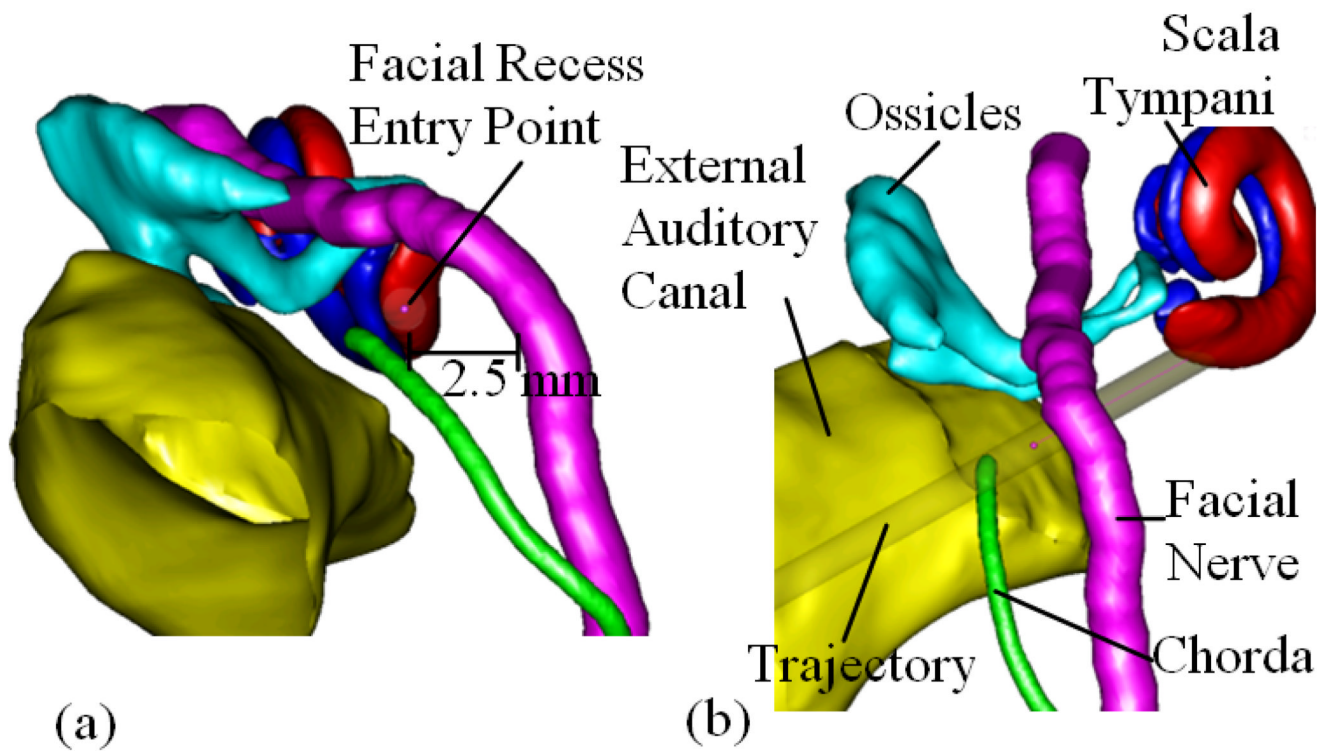 Facial Recess
Entry Point
2.5 mm
(a)
Scala
Tympani
Ossicles
External
Auditory
Canal
Facial
Nerve
Trajectory
Chorda
(b)